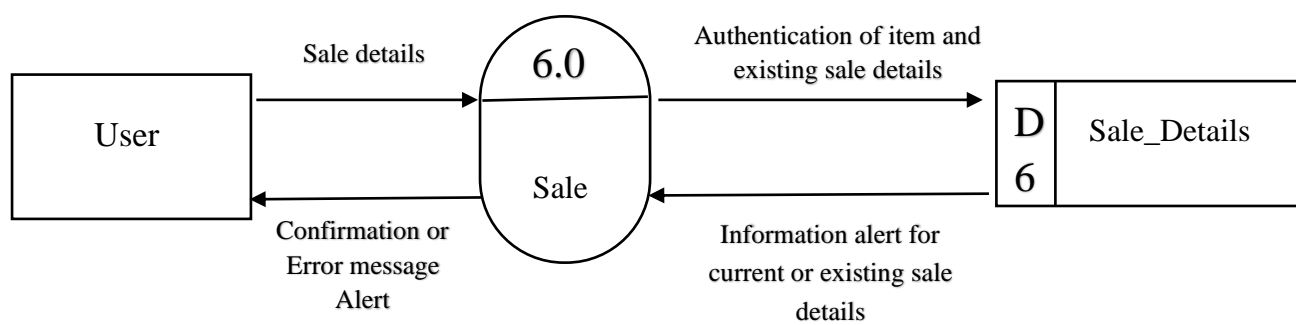 Sale details
6.0
Authentication of item and
existing sale details
User
D
6
Sale_Details
Sale
Confirmation or
Error message
Alert
Information alert for
current or existing sale
details